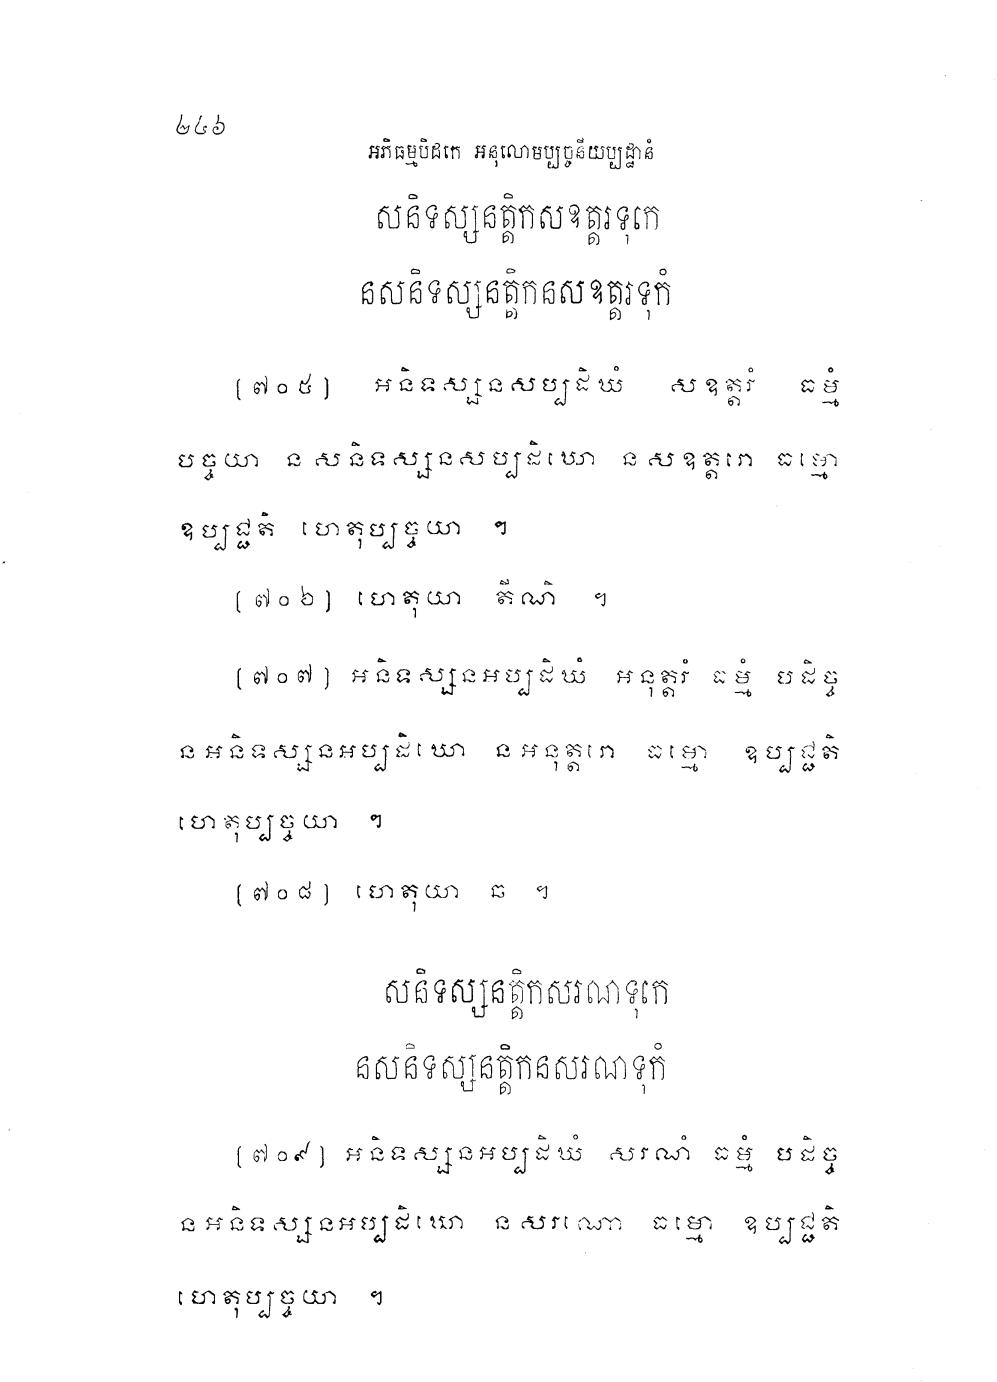 ២៤៦
អភិធម្មបិដកេ អនុលោមប្បច្ចនីយប្បដ្ឋានំ
សនិទស្សនត្តិកសឧត្តរទុកេ
នសនិទស្សនត្តិកនសឧត្តរទុកំ
[៧០៥] អនិទស្សនសប្បដិឃំ សឧត្តរំ ធម្មំ
បច្ចយា នសនិទស្សនសប្បដិឃោ នសឧត្តរោ ធម្មោ
ឧប្បជ្ជតិ ហេតុប្បច្ចយា ។
[៧០៦] ហេតុយា តីណិ ។
[៧០៧] អនិទស្សនអប្បដិឃំ អនុត្តរំ ធម្មំ បដិច្ច
នអនិទស្សនអប្បដិឃោ នអនុត្តរោ ធម្មោ ឧប្បជ្ជតិ
ហេតុប្បច្ចយា ។
[៧០៨] ហេតុយា ឆ ។
សនិទស្សនត្តិកសរណទុកេ
នសនិទស្សនត្តិកនសរណទុកំ
[៧០៩] អនិទស្សនអប្បដិឃំ សរណំ ធម្មំ បដិច្ច
នអនិទស្សនអប្បដិឃោ នសរណោ ធម្មោ ឧប្បជ្ជតិ
ហេតុប្បច្ចយា ។